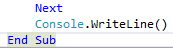 Next
Console.WriteLine()
End Sub